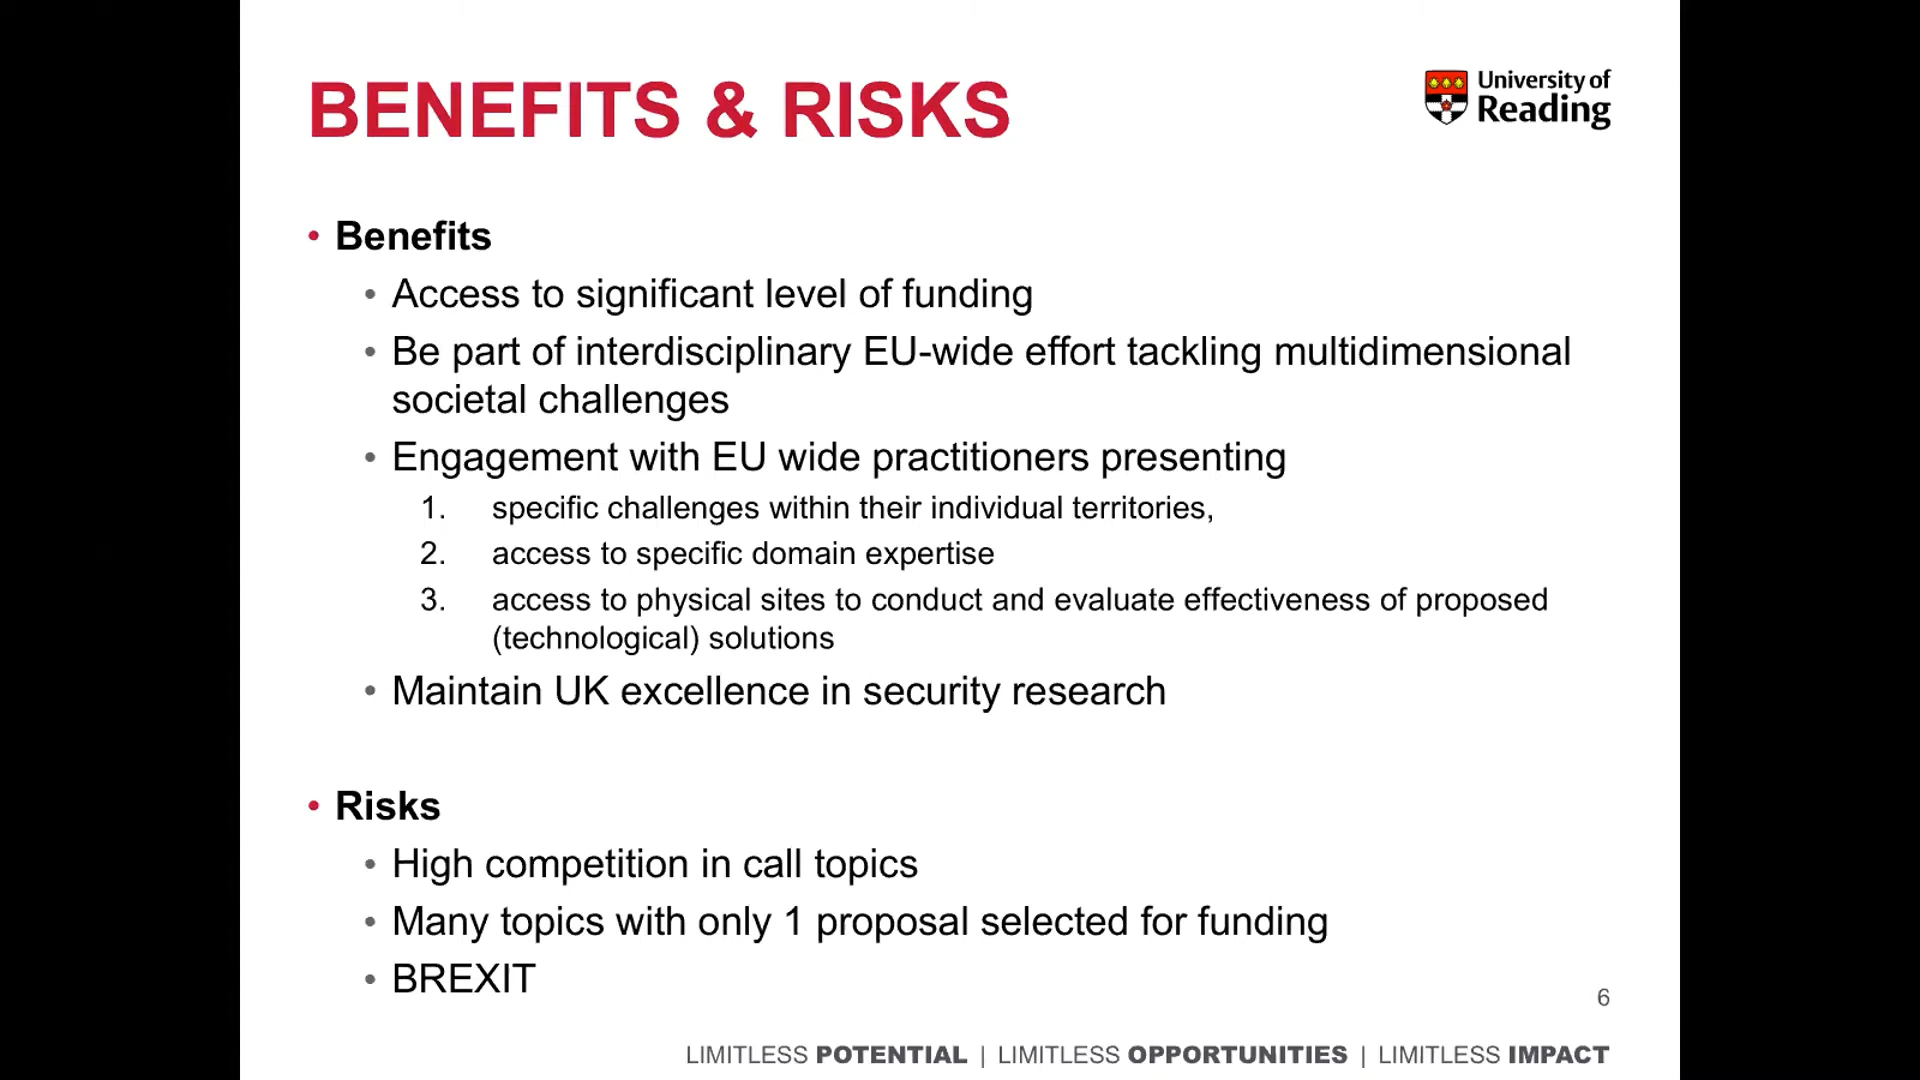 BENEFITS & RISKS
University of
Reading
• Benefits
• Access to significant level of funding
• Be part of interdisciplinary EU-wide effort tackling multidimensional
societal challenges
• Engagement with EU wide practitioners presenting
1. specific challenges within their individual territories,
2. access to specific domain expertise
3. access to physical sites to conduct and evaluate effectiveness of proposed
(technological) solutions
• Maintain UK excellence in security research
• Risks
• High competition in call topics
• Many topics with only 1 proposal selected for funding
• BREXIT
6
LIMITLESS POTENTIAL | LIMITLESS OPPORTUNITIES | LIMITLESS IMPACT